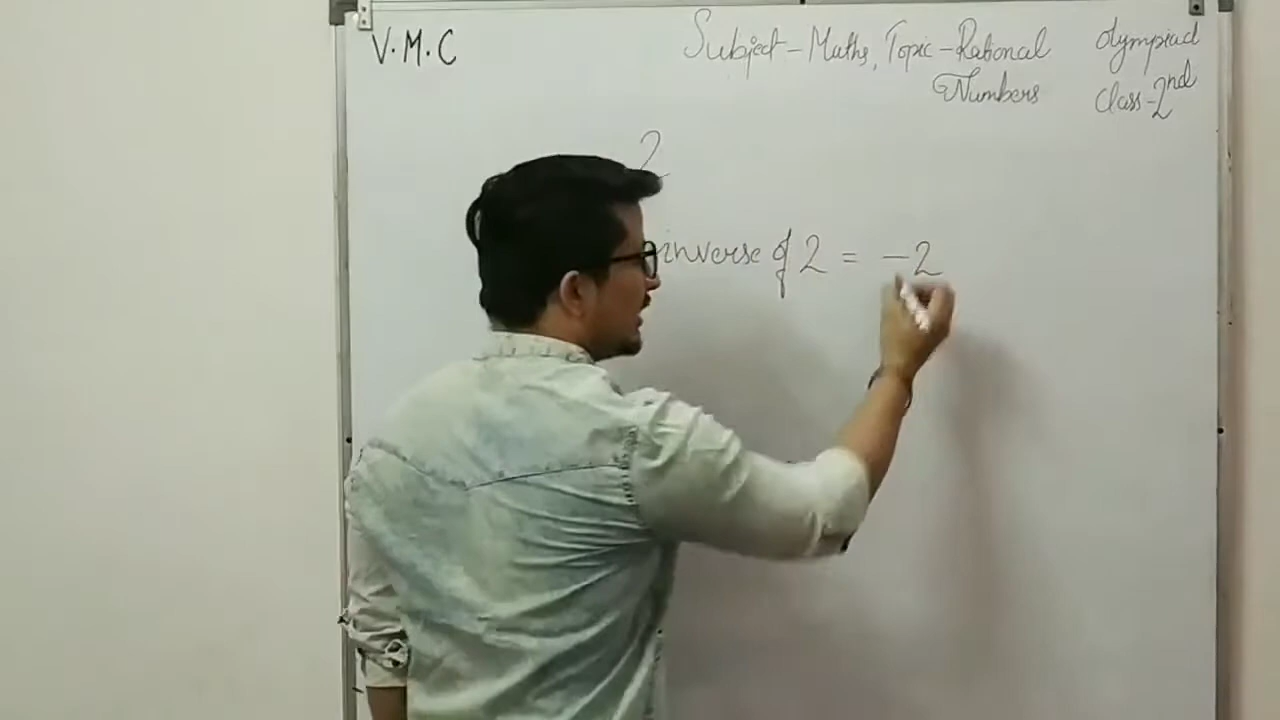 V.M.C
Subject-Maths, Topic-Rational
Numbers
Olympiad
Class-2nd
2
inverse of 2 = -2